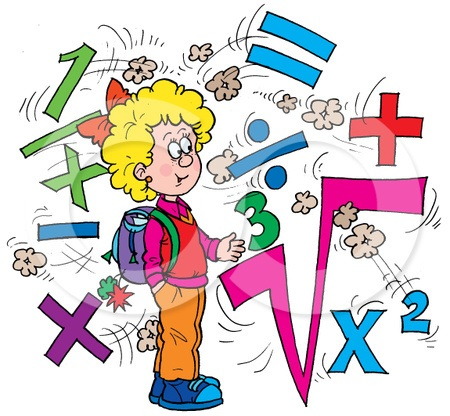 1 =
+ ÷ +
− 3 √
× x²